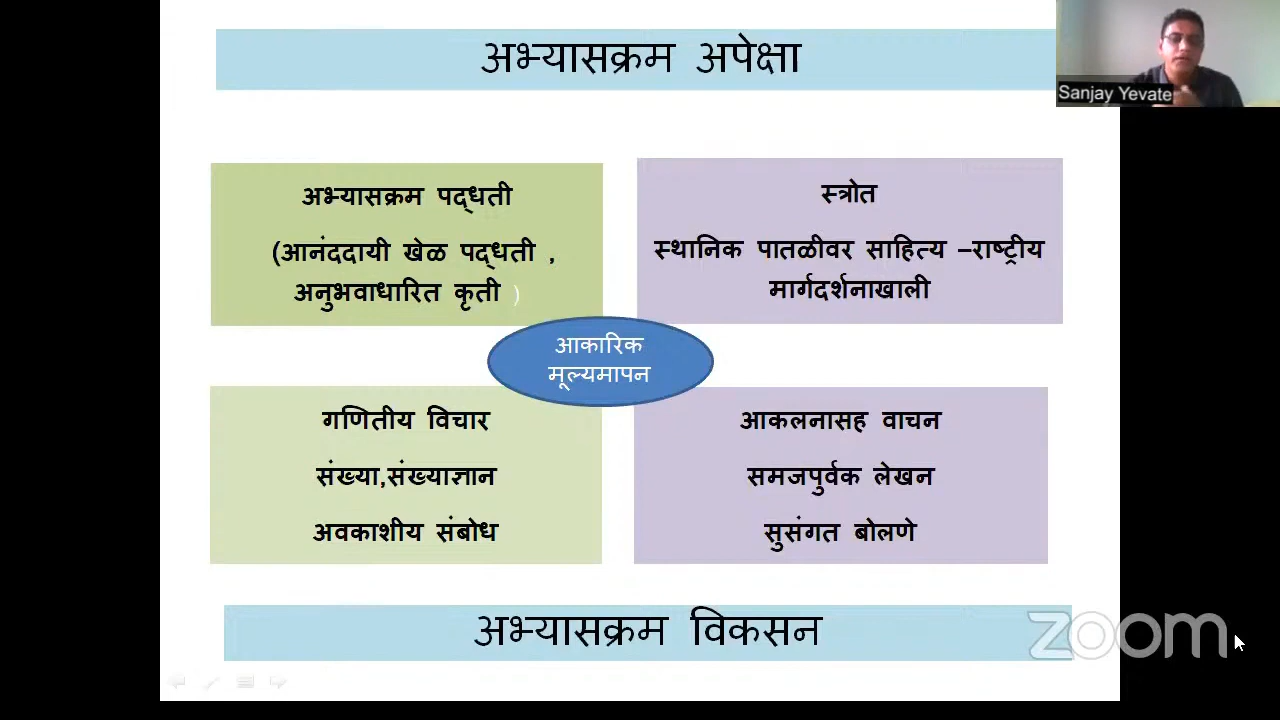 अभ्यासक्रम अपेक्षा
Sanjay Yevate
अभ्यासक्रम पद्धती
(आनंददायी खेळ पद्धती ,
अनुभवाधारित कृती )
स्त्रोत
स्थानिक पातळीवर साहित्य –राष्ट्रीय
मार्गदर्शनाखाली
आकारिक
मूल्यमापन
गणितीय विचार
संख्या,संख्याज्ञान
अवकाशीय संबोध
आकलनासह वाचन
समजपुर्वक लेखन
सुसंगत बोलणे
अभ्यासक्रम विकसन
zoom